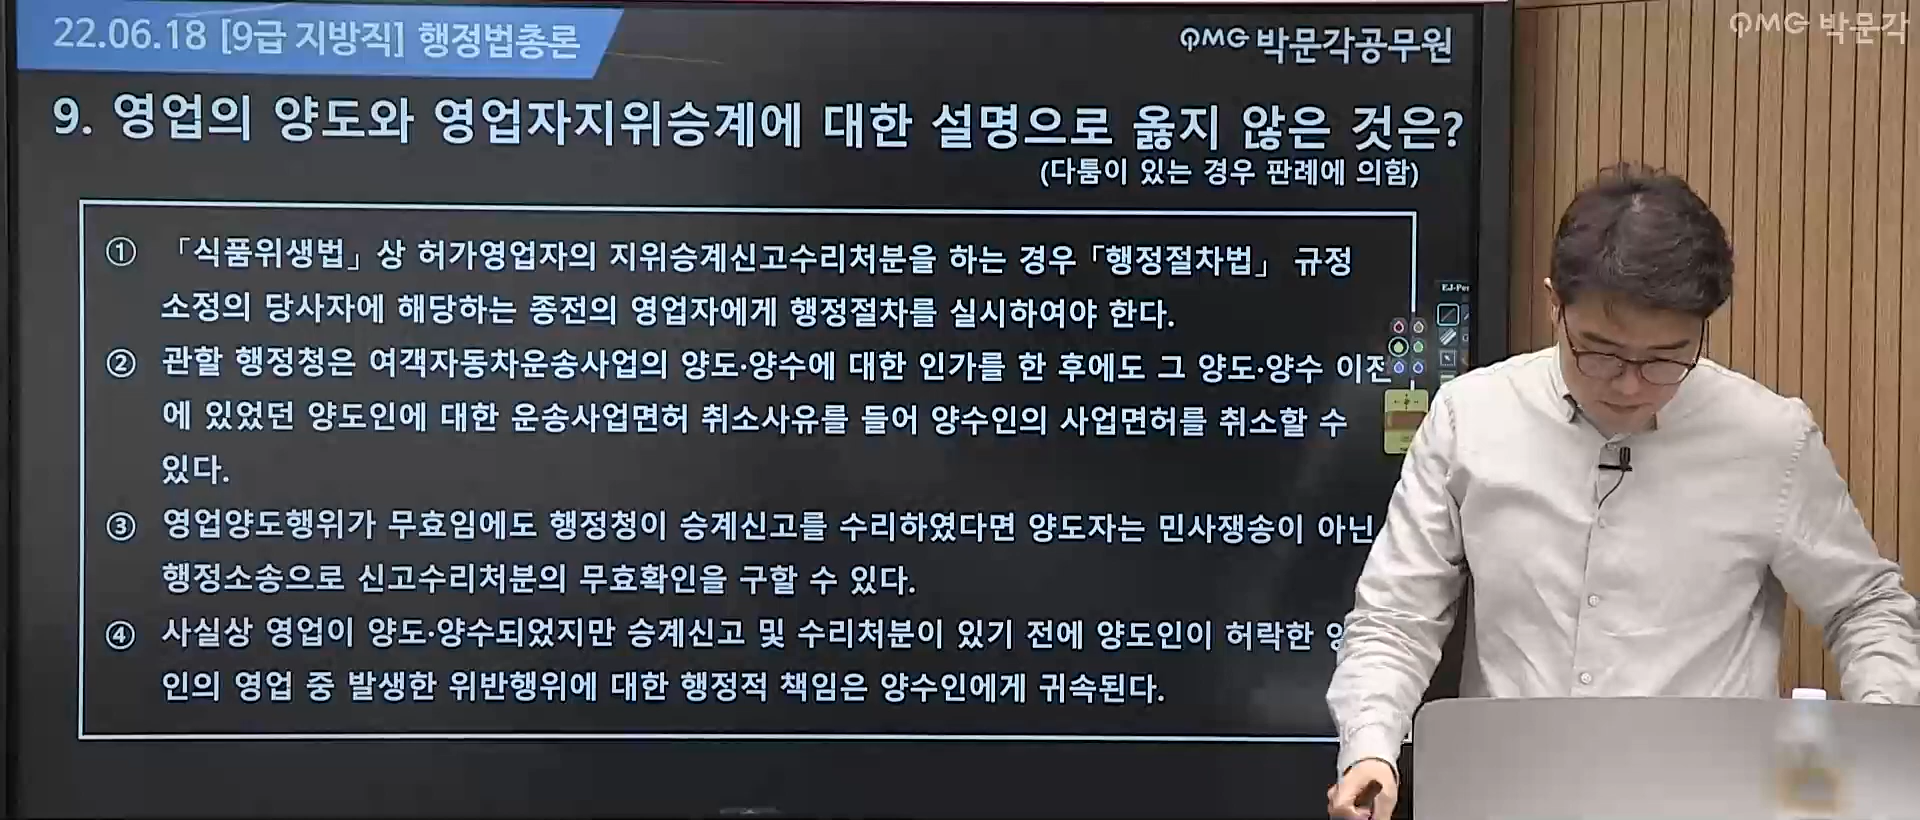 22.06.18 [9급 지방직] 행정법총론
PMG 박문각공무원
PMG 박문각
9. 영업의 양도와 영업자지위승계에 대한 설명으로 옳지 않은 것은?
(다툼이 있는 경우 판례에 의함)
① 「식품위생법」상 허가영업자의 지위승계신고수리처분을 하는 경우「행정절차법」 규정
소정의 당사자에 해당하는 종전의 영업자에게 행정절차를 실시하여야 한다.
② 관할 행정청은 여객자동차운송사업의 양도·양수에 대한 인가를 한 후에도 그 양도·양수 이전
에 있었던 양도인에 대한 운송사업면허 취소사유를 들어 양수인의 사업면허를 취소할 수
있다.
③ 영업양도행위가 무효임에도 행정청이 승계신고를 수리하였다면 양도자는 민사쟁송이 아닌
행정소송으로 신고수리처분의 무효확인을 구할 수 있다.
④ 사실상 영업이 양도·양수되었지만 승계신고 및 수리처분이 있기 전에 양도인이 허락한
인의 영업 중 발생한 위반행위에 대한 행정적 책임은 양수인에게 귀속된다.